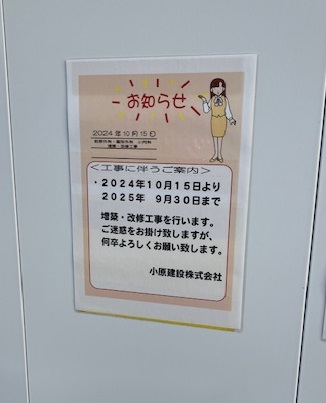 お知らせ
2024年10月15日
<工事に伴うご案内>
・2024年10月15日より
2025年 9月30日まで
増築・改修工事を行います。
ご迷惑をお掛け致しますが、
何卒よろしくお願い致します。
小原建設株式会社